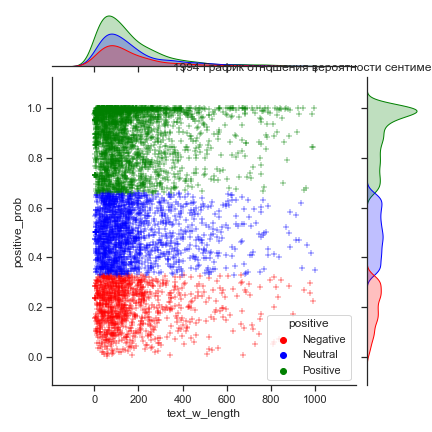 1994 График отношения вероятности сентиме
1.0
0.8
0.6
0.4
0.2
0.0
positive_prob
0
200
400
600
800
1000
text_w_length
positive
Negative
Neutral
Positive